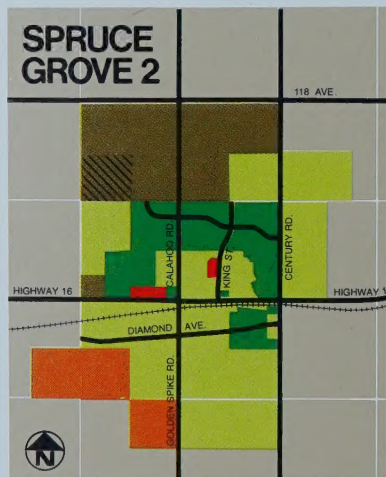 SPRUCE
GROVE 2
118 AVE.
CALAHOO RD.
KING ST.
CENTURY RD.
HIGHWAY 16
HIGHWAY
DIAMOND AVE.
GOLDEN SPIKE RD.
N